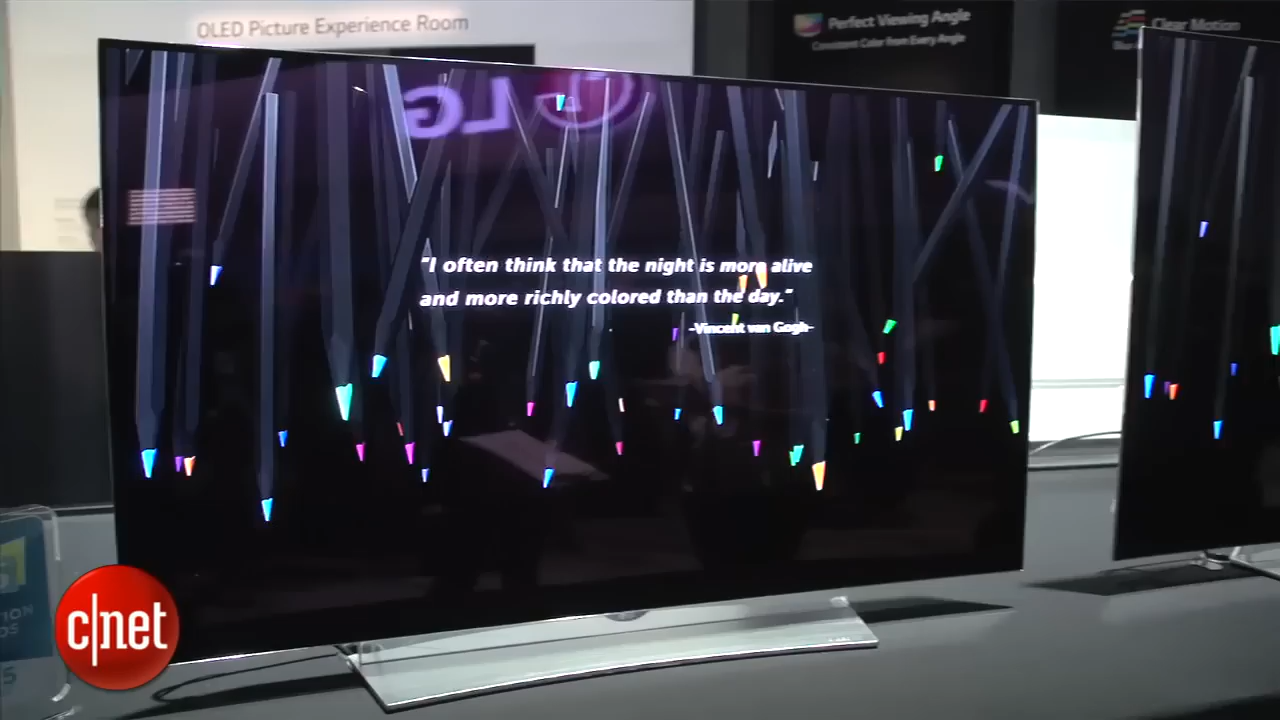 OLED Picture Experience Room
Perfect Viewing Angle
Consistent Color from Every Angle
Clear Motion
LG
"I often think that the night is more alive
and more richly colored than the day."
-Vincent van Gogh-
c|net